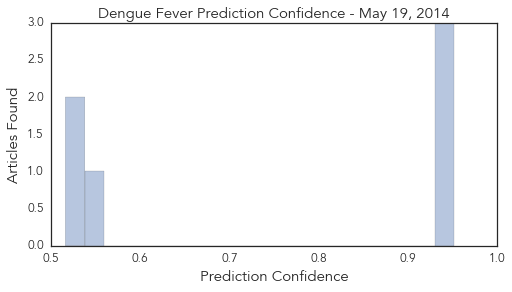 Dengue Fever Prediction Confidence - May 19, 2014
3.0
2.5
2.0
1.5
1.0
0.5
0.0
Articles Found
0.5 0.6 0.7 0.8 0.9 1.0
Prediction Confidence